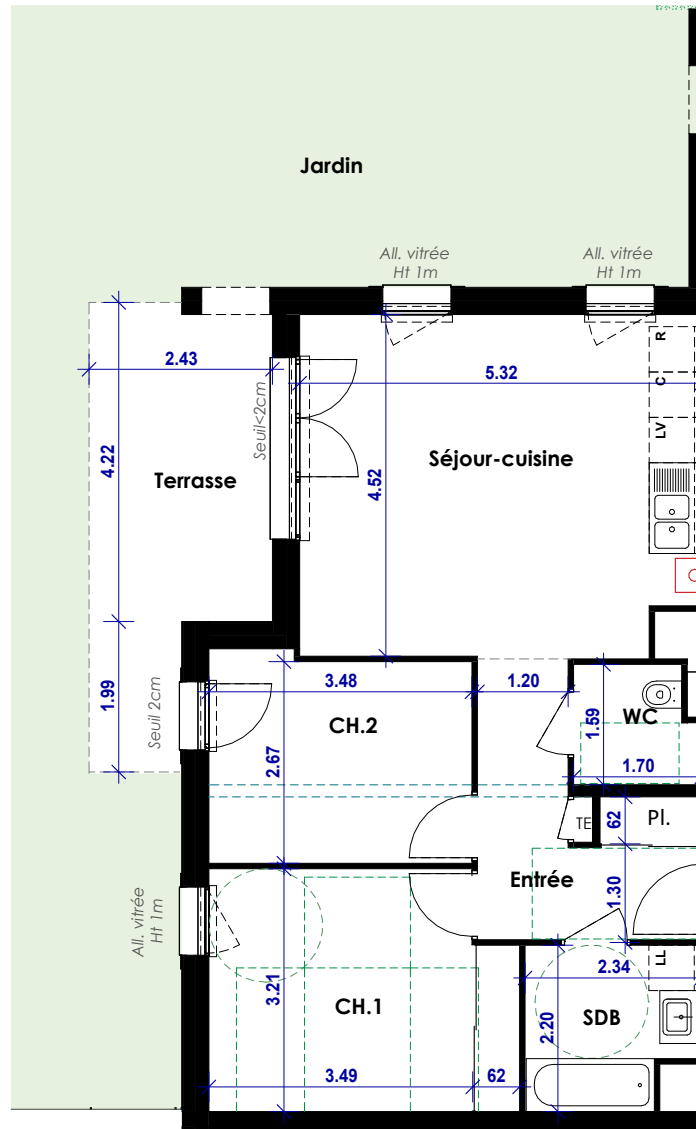 Jardin
All. vitrée
Ht 1m
All. vitrée
Ht 1m
2.43
5.32
R
C
LV
Seuil<2cm
4.22
Terrasse
Séjour-cuisine
4.52
1.99
Seuil 2cm
3.48
1.20
CH.2
2.67
WC
1.59
1.70
TE
62
Pl.
Entrée
1.30
All. vitrée
Ht 1m
3.21
CH.1
2.34
LL
SDB
2.20
3.49
62